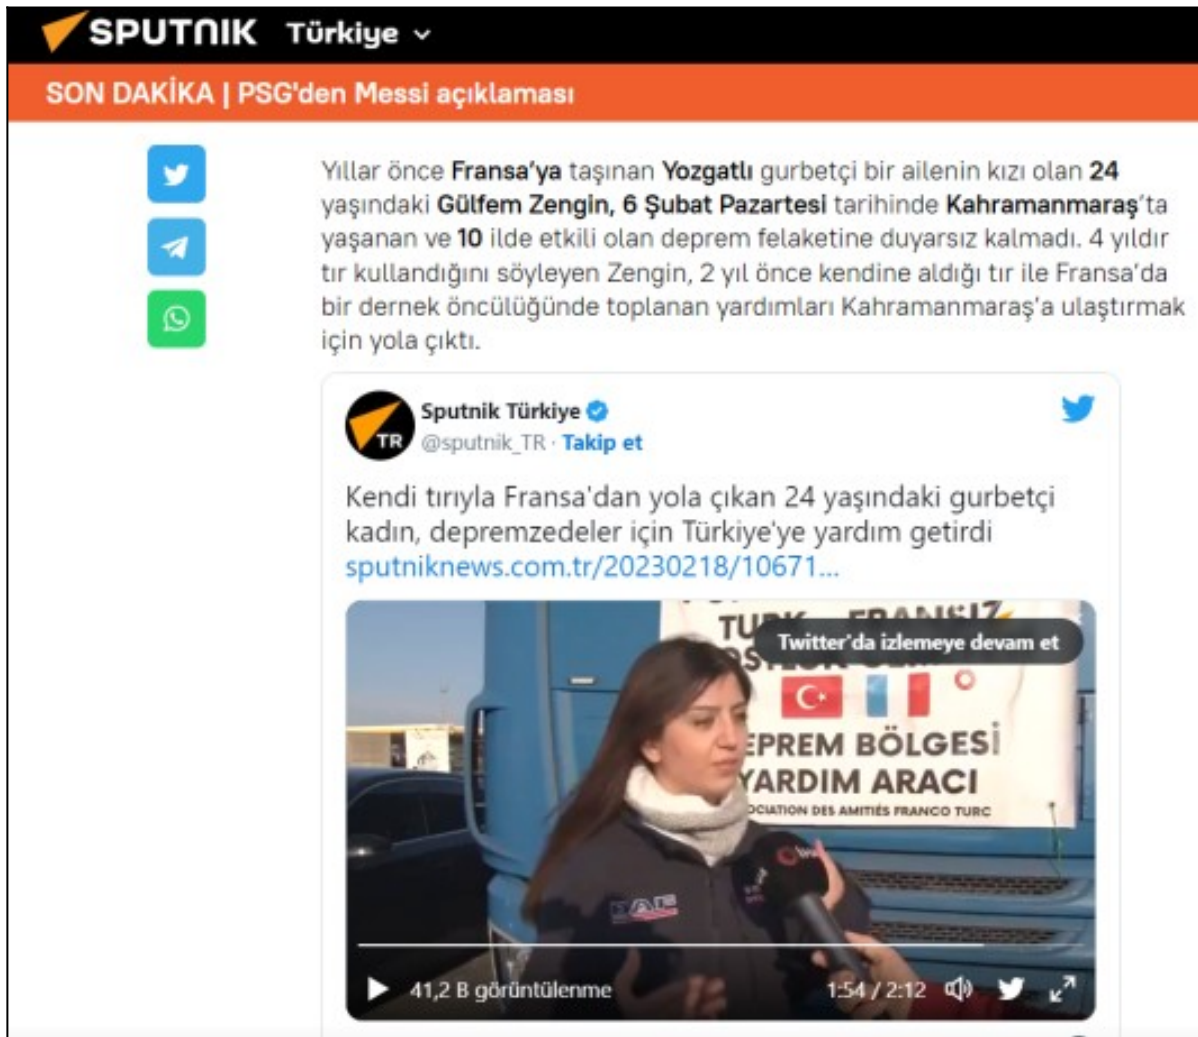 SPUTNIK Türkiye
SON DAKİKA | PSG'den Messi açıklaması
Yıllar önce Fransa'ya taşınan Yozgatlı gurbetçi bir ailenin kızı olan 24
yaşındaki Gülfem Zengin, 6 Şubat Pazartesi tarihinde Kahramanmaraş'ta
yaşanan ve 10 ilde etkili olan deprem felaketine duyarsız kalmadı. 4 yıldır
tır kullandığını söyleyen Zengin, 2 yıl önce kendine aldığı tır ile Fransa'da
bir dernek öncülüğünde toplanan yardımları Kahramanmaraş'a ulaştırmak
için yola çıktı.
Sputnik Türkiye
TR
@sputnik_TR · Takip et
Kendi tırıyla Fransa'dan yola çıkan 24 yaşındaki gurbetçi
kadın, depremzedeler için Türkiye'ye yardım getirdi
sputniknews.com.tr/20230218/10671...
Twitter'da izlemeye devam et
EPREM BÖLGESİ
YARDIM ARACI
OCIATION DES AMITIÉS FRANCO TURC
DAF
41,2 B görüntülenme
1:54 / 2:12